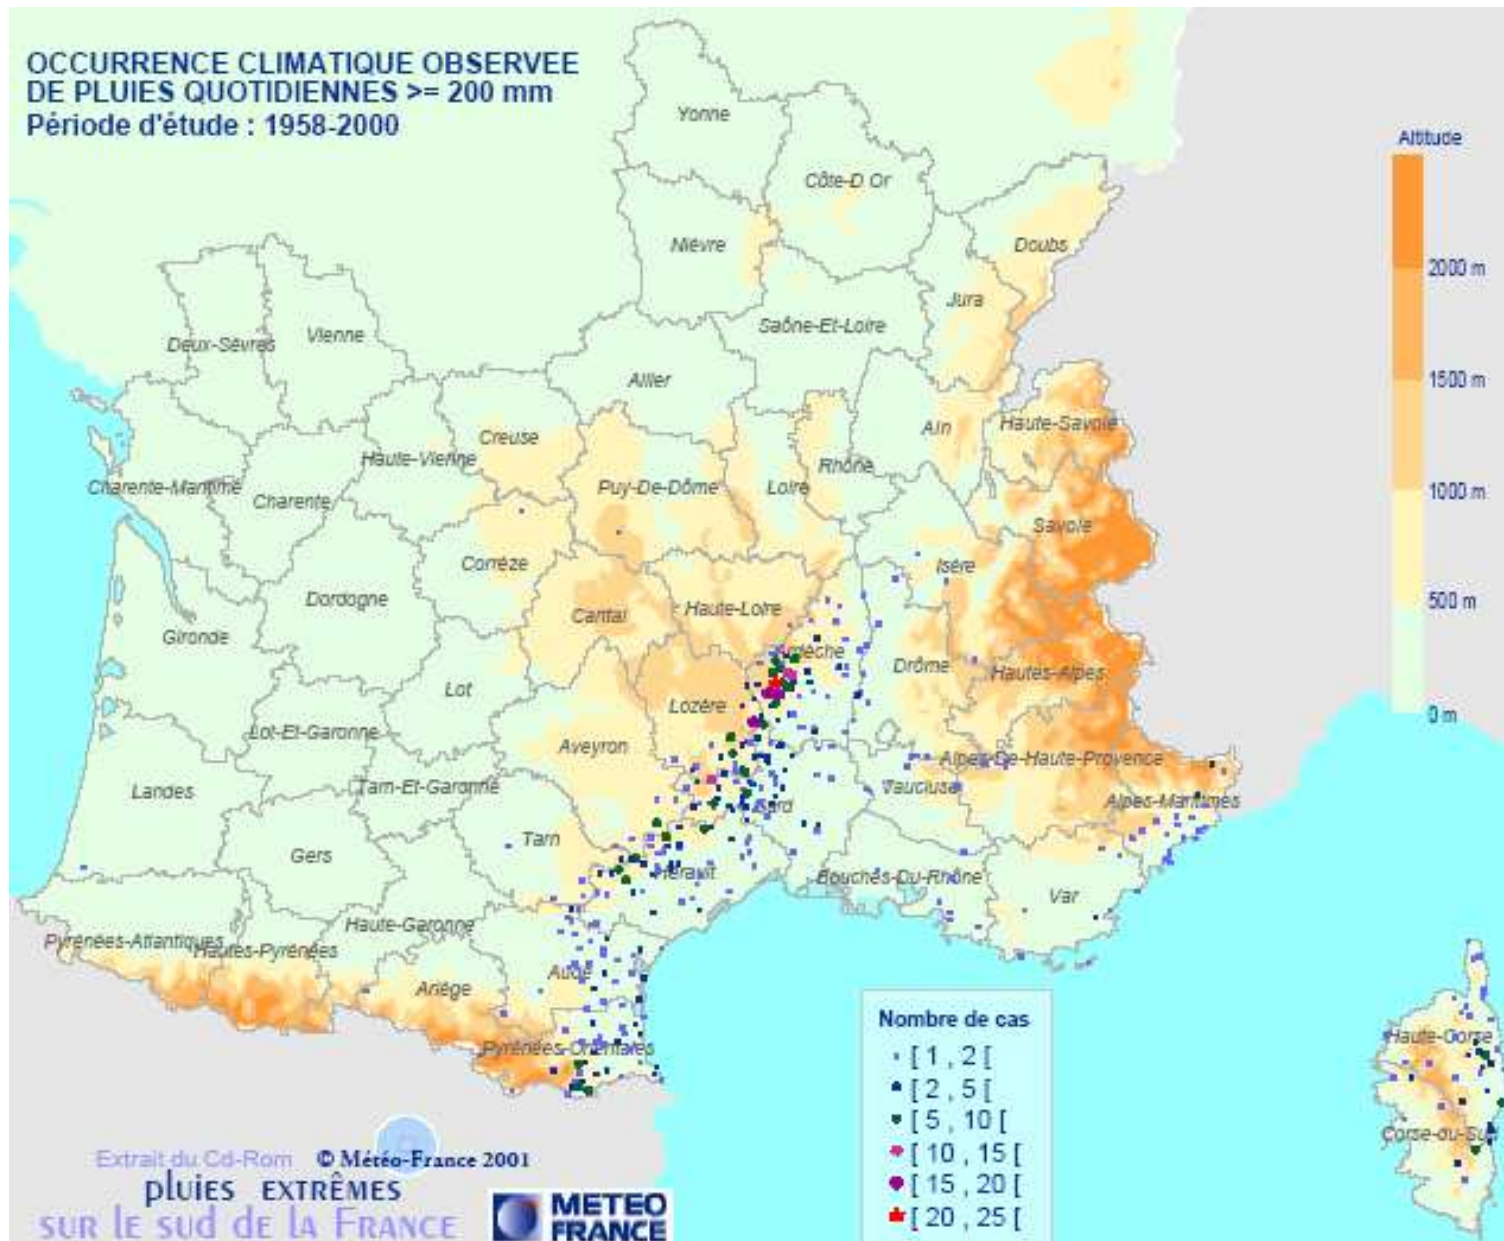 OCCURRENCE CLIMATIQUE OBSERVEE
DE PLUIES QUOTIDIENNES >= 200 mm
Période d'étude : 1958-2000
Altitude
2000 m
1500 m
1000 m
500 m
0 m
Yonne
Côte-D Or
Nièvre
Doubs
Jura
Saône-Et-Loire
Deux-Sèvres
Vienne
Allier
Ain
Haute-Savoie
Creuse
Haute-Vienne
Rhône
Charente-Maritime
Charente
Puy-De-Dôme
Loire
Savoie
Corrèze
Isère
Dordogne
Cantal
Haute-Loire
Gironde
Ardèche
Drôme
Hautes-Alpes
Lot
Lozère
Lot-Et-Garonne
Aveyron
Alpes-De-Haute-Provence
Landes
Tarn-Et-Garonne
Vaucluse
Gard
Alpes-Maritimes
Gers
Tarn
Hérault
Bouches-Du-Rhône
Var
Haute-Garonne
Pyrénées-Atlantiques
Hautes-Pyrénées
Ariège
Aude
Pyrénées-Orientales
Haute-Corse
Corse-du-Sud
Nombre de cas
[ 1 , 2 [
[ 2 , 5 [
[ 5 , 10 [
[ 10 , 15 [
[ 15 , 20 [
[ 20 , 25 [
Extrait du Cd-Rom © Météo-France 2001
pluies EXTRÊMES
SUR LE SUD DE LA FRANCE
METEO
FRANCE